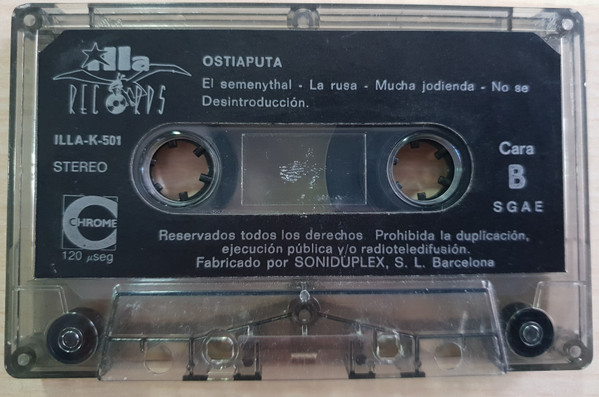 illa
RECORDS
OSTIAPUTA
El semenythal - La rusa - Mucha jodienda - No se
Desintroducción.
ILLA-K-501
STEREO
Cara
B
SGAE
C
CHROME
120 µseg
Reservados todos los derechos Prohibida la duplicación,
ejecución pública y/o radioteledifusión.
Fabricado por SONIDUPLEX, S. L. Barcelona